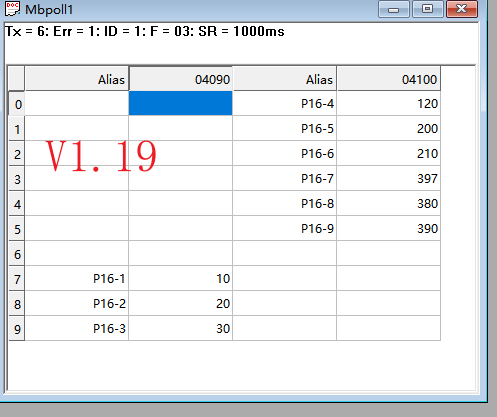 Mbpoll1
Tx = 6: Err = 1: ID = 1: F = 03: SR = 1000ms
Alias 04090 Alias 04100
0 P16-4 120
1 P16-5 200
2 P16-6 210
V1.19
3 P16-7 397
4 P16-8 380
5 P16-9 390
6
7 P16-1 10
8 P16-2 20
9 P16-3 30